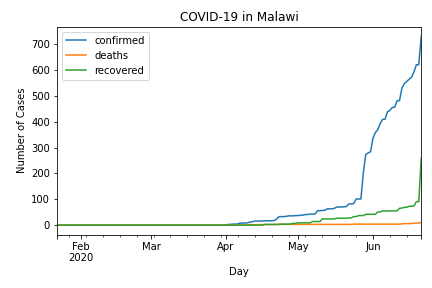 COVID-19 in Malawi
confirmed
deaths
recovered
Number of Cases
700
600
500
400
300
200
100
0
Feb Mar Apr May Jun
2020
Day